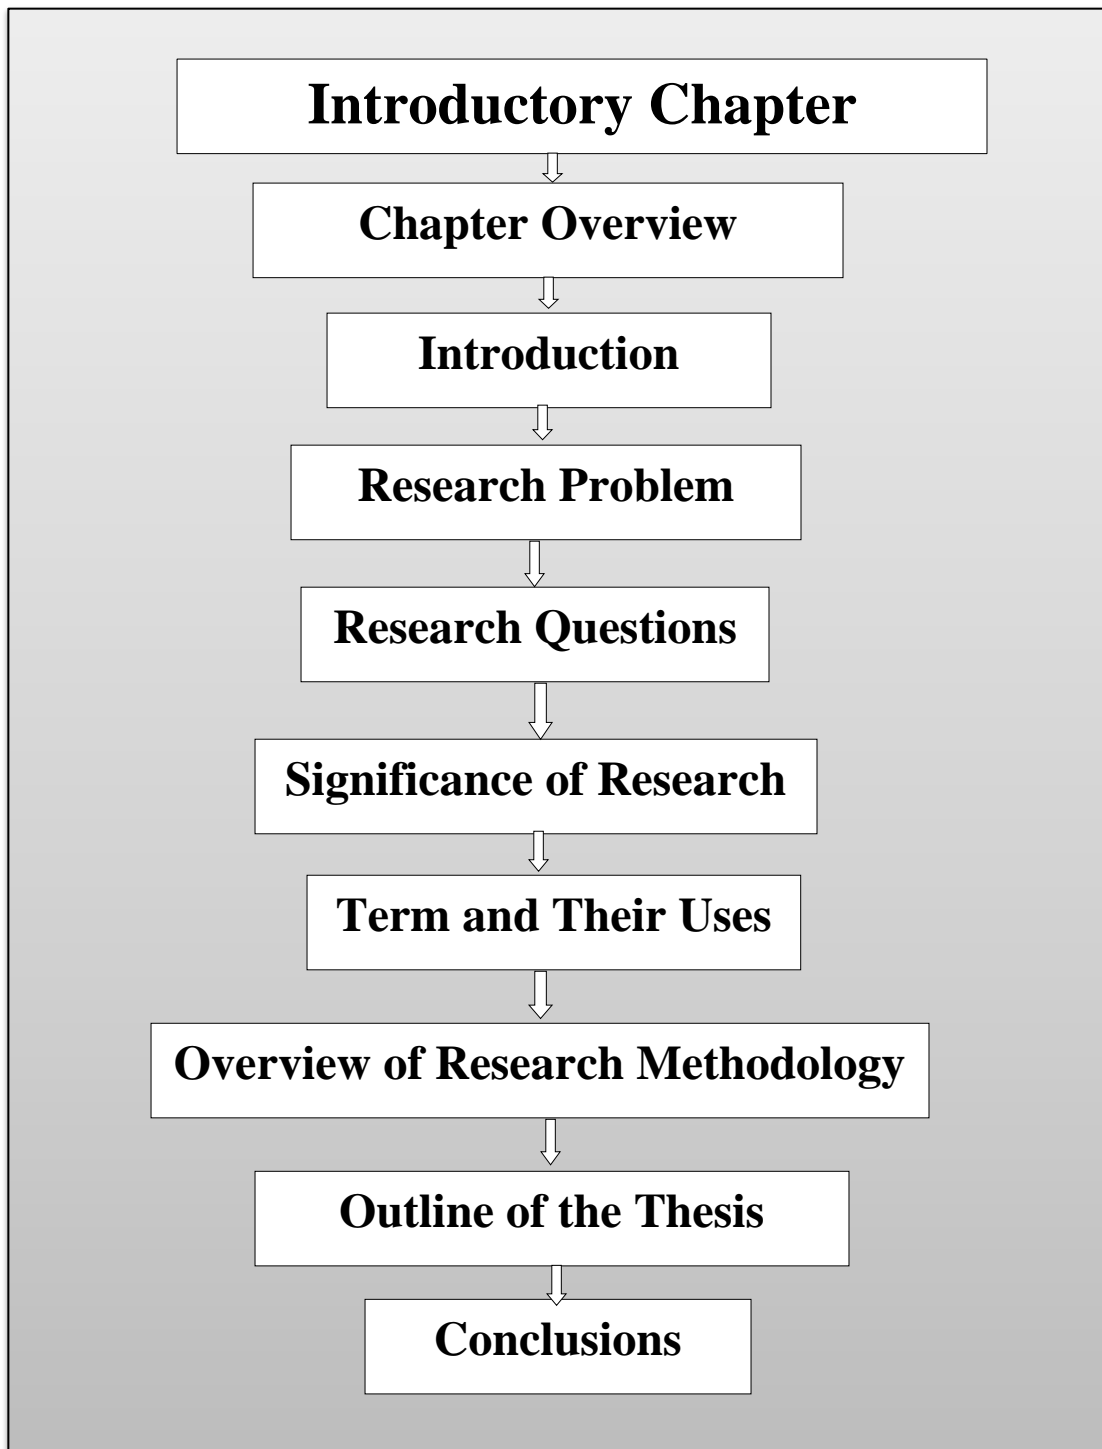 Introductory Chapter
Chapter Overview
Introduction
Research Problem
Research Questions
Significance of Research
Term and Their Uses
Overview of Research Methodology
Outline of the Thesis
Conclusions